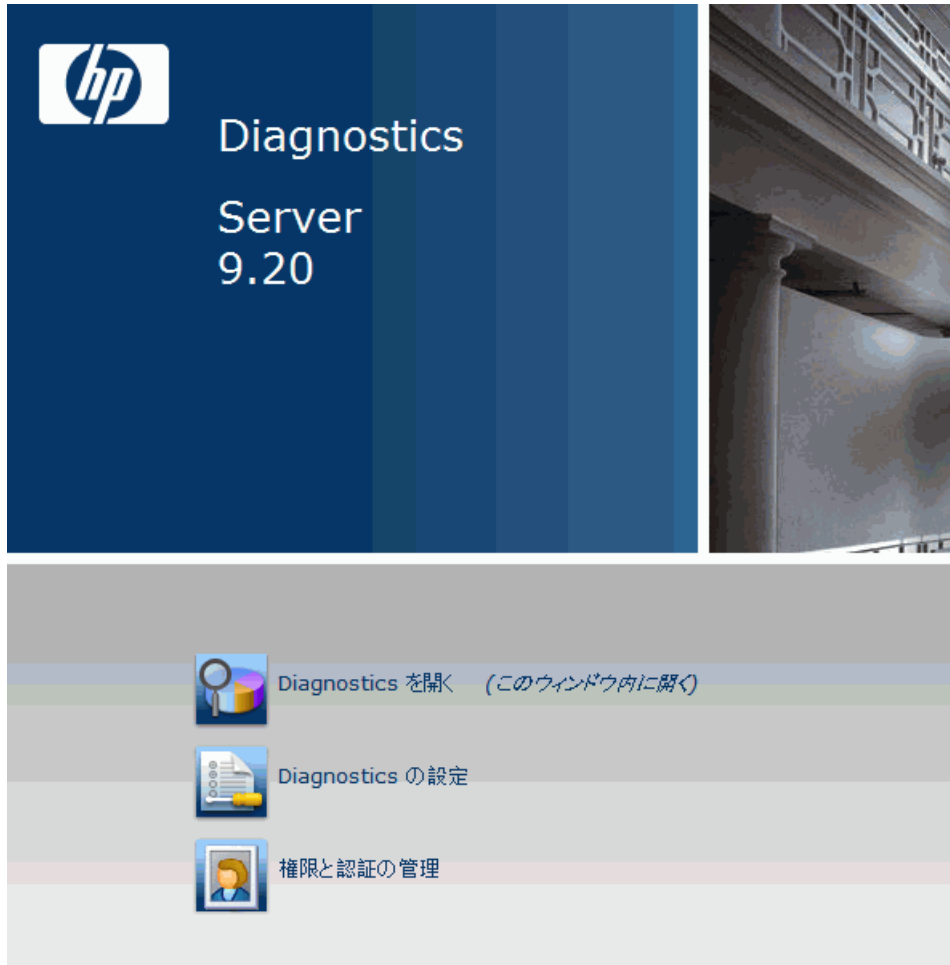 hp
Diagnostics
Server
9.20
Diagnostics を開く (このウィンドウ内に開く)
Diagnostics の設定
権限と認証の管理